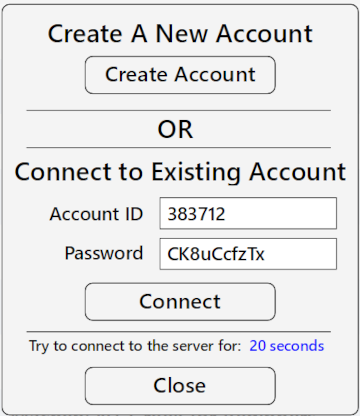 Create A New Account
Create Account
OR
Connect to Existing Account
Account ID 383712
Password CK8uCcfzTx
Connect
Try to connect to the server for: 20 seconds
Close